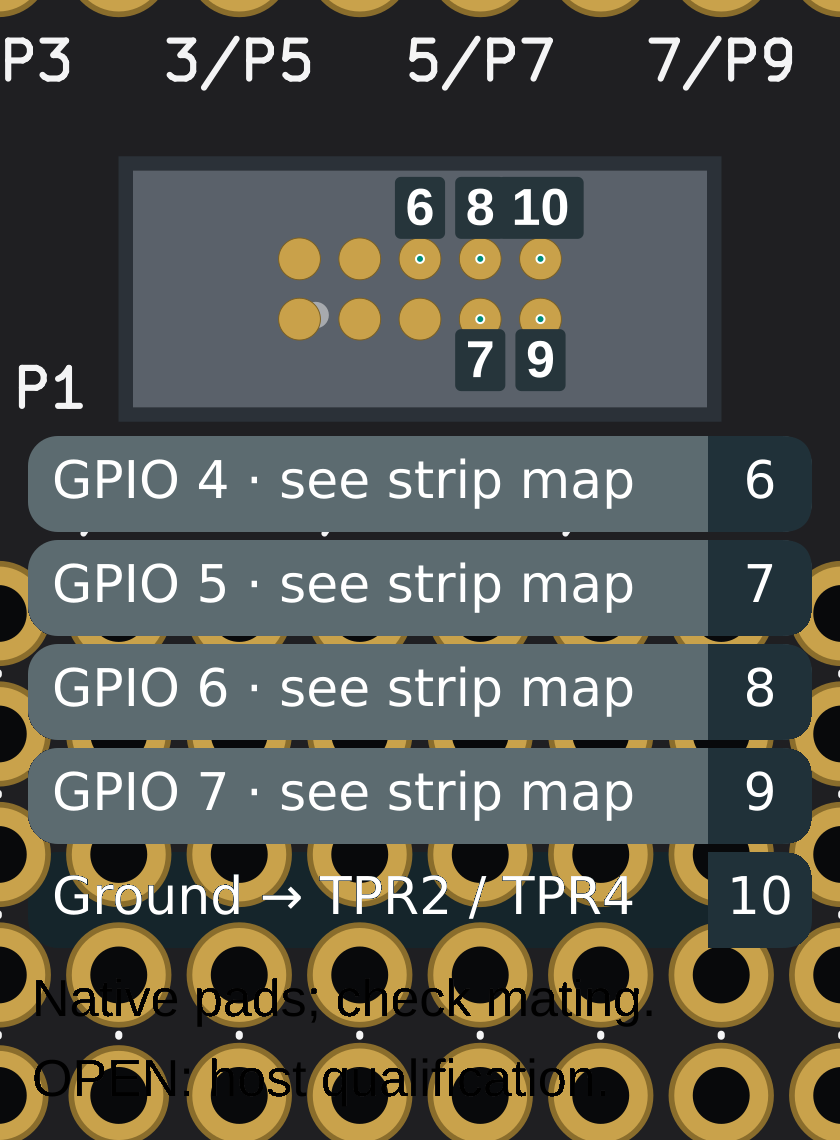 P3 3/P5 5/P7 7/P9
6 8 10
7 9
P1
GPIO 4 · see strip map 6
GPIO 5 · see strip map 7
GPIO 6 · see strip map 8
GPIO 7 · see strip map 9
Ground → TPR2 / TPR4 10
Native pads; check mating.
OPEN: host qualification.